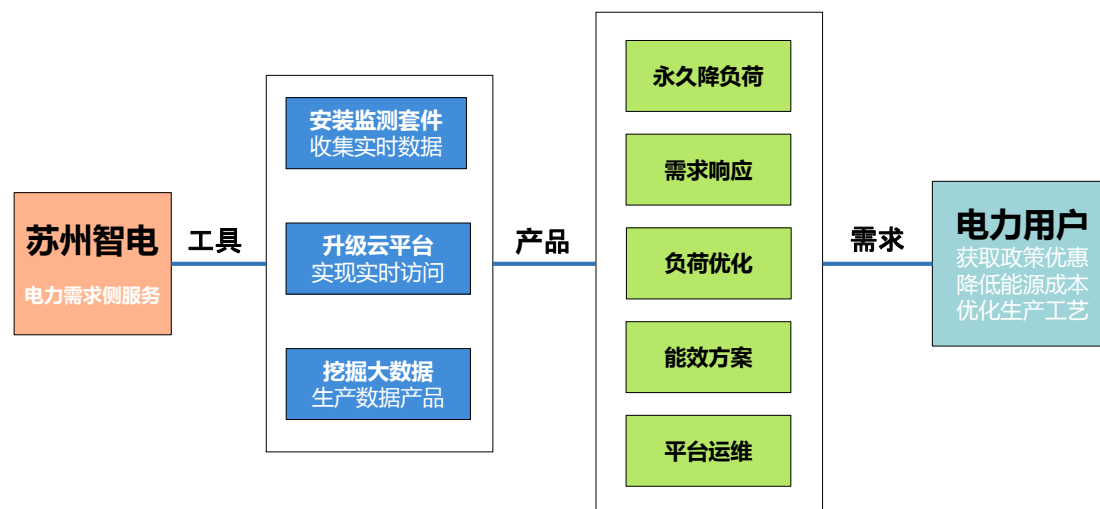 苏州智电
电力需求侧服务
工具
安装监测套件
收集实时数据
升级云平台
实现实时访问
挖掘大数据
生产数据产品
产品
永久降负荷
需求响应
负荷优化
能效方案
平台运维
需求
电力用户
获取政策优惠
降低能源成本
优化生产工艺